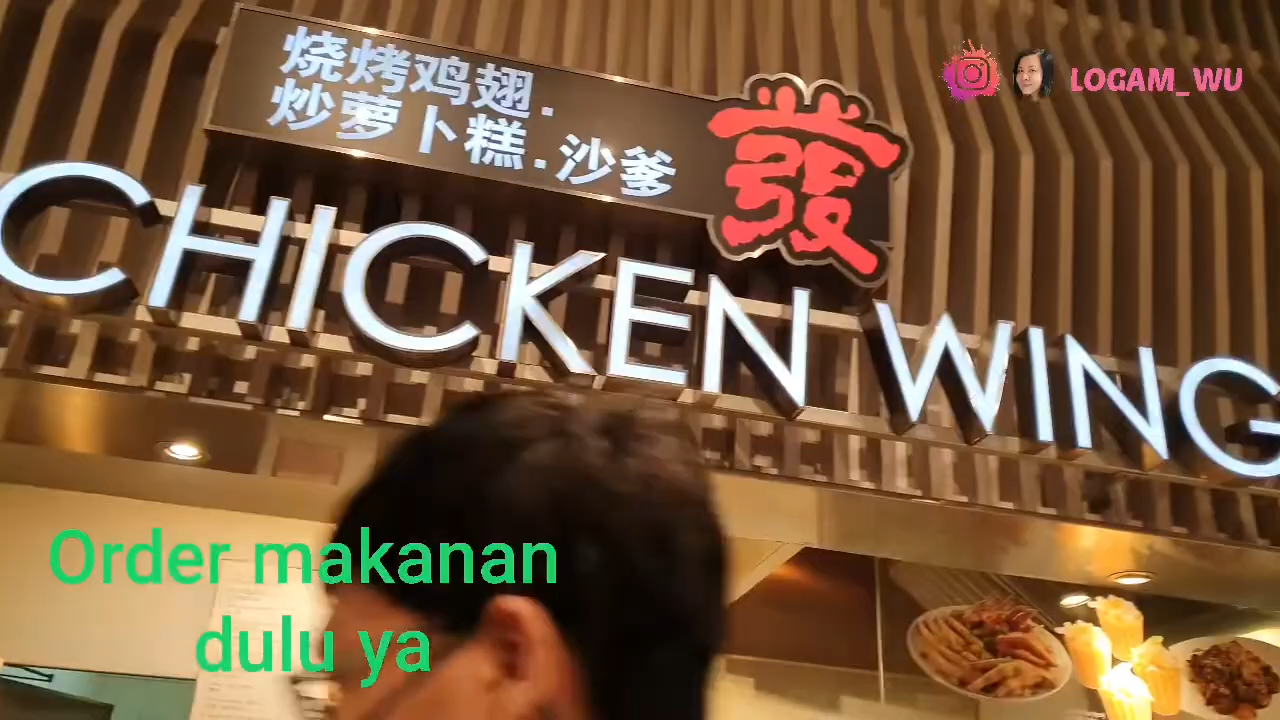 烧烤鸡翅.
炒萝卜糕.沙爹
發
LOGAM_WU
CHICKEN WING
Order makanan
dulu ya